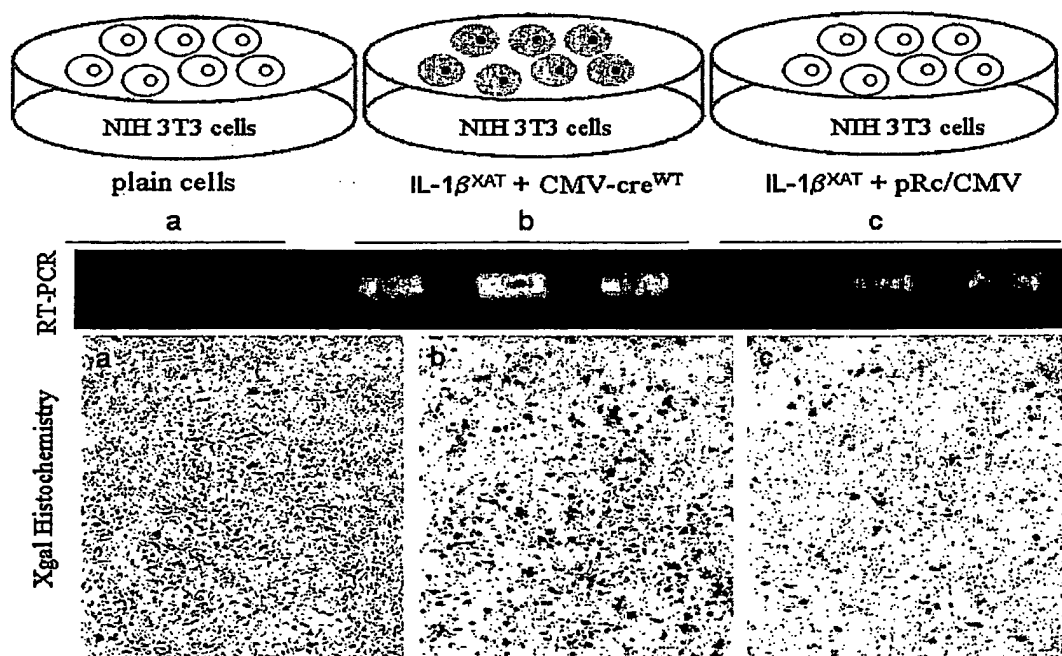 NIH 3T3 cells
NIH 3T3 cells
NIH 3T3 cells
plain cells
IL-1β^XAT + CMV-cre^WT
IL-1β^XAT + pRc/CMV
a
b
c
RT-PCR
a
b
c
Xgal Histochemistry